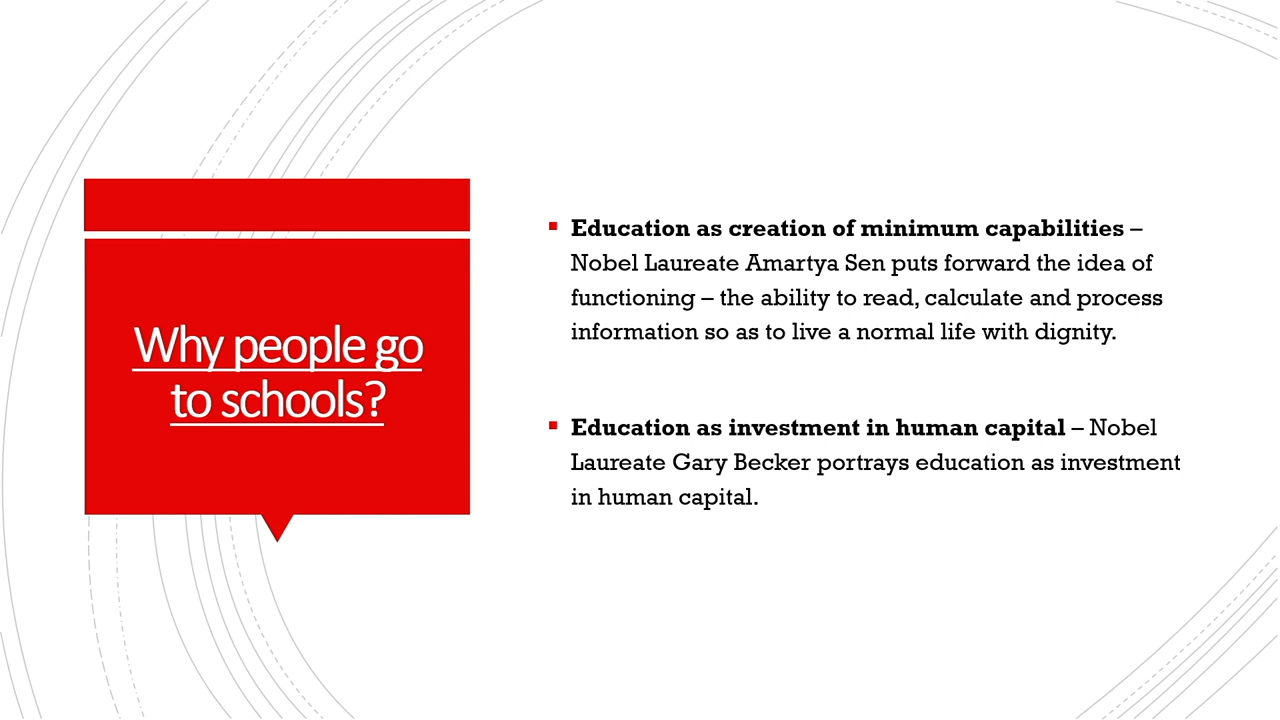 Why people go
to schools?
Education as creation of minimum capabilities –
Nobel Laureate Amartya Sen puts forward the idea of
functioning – the ability to read, calculate and process
information so as to live a normal life with dignity.
Education as investment in human capital – Nobel
Laureate Gary Becker portrays education as investment
in human capital.